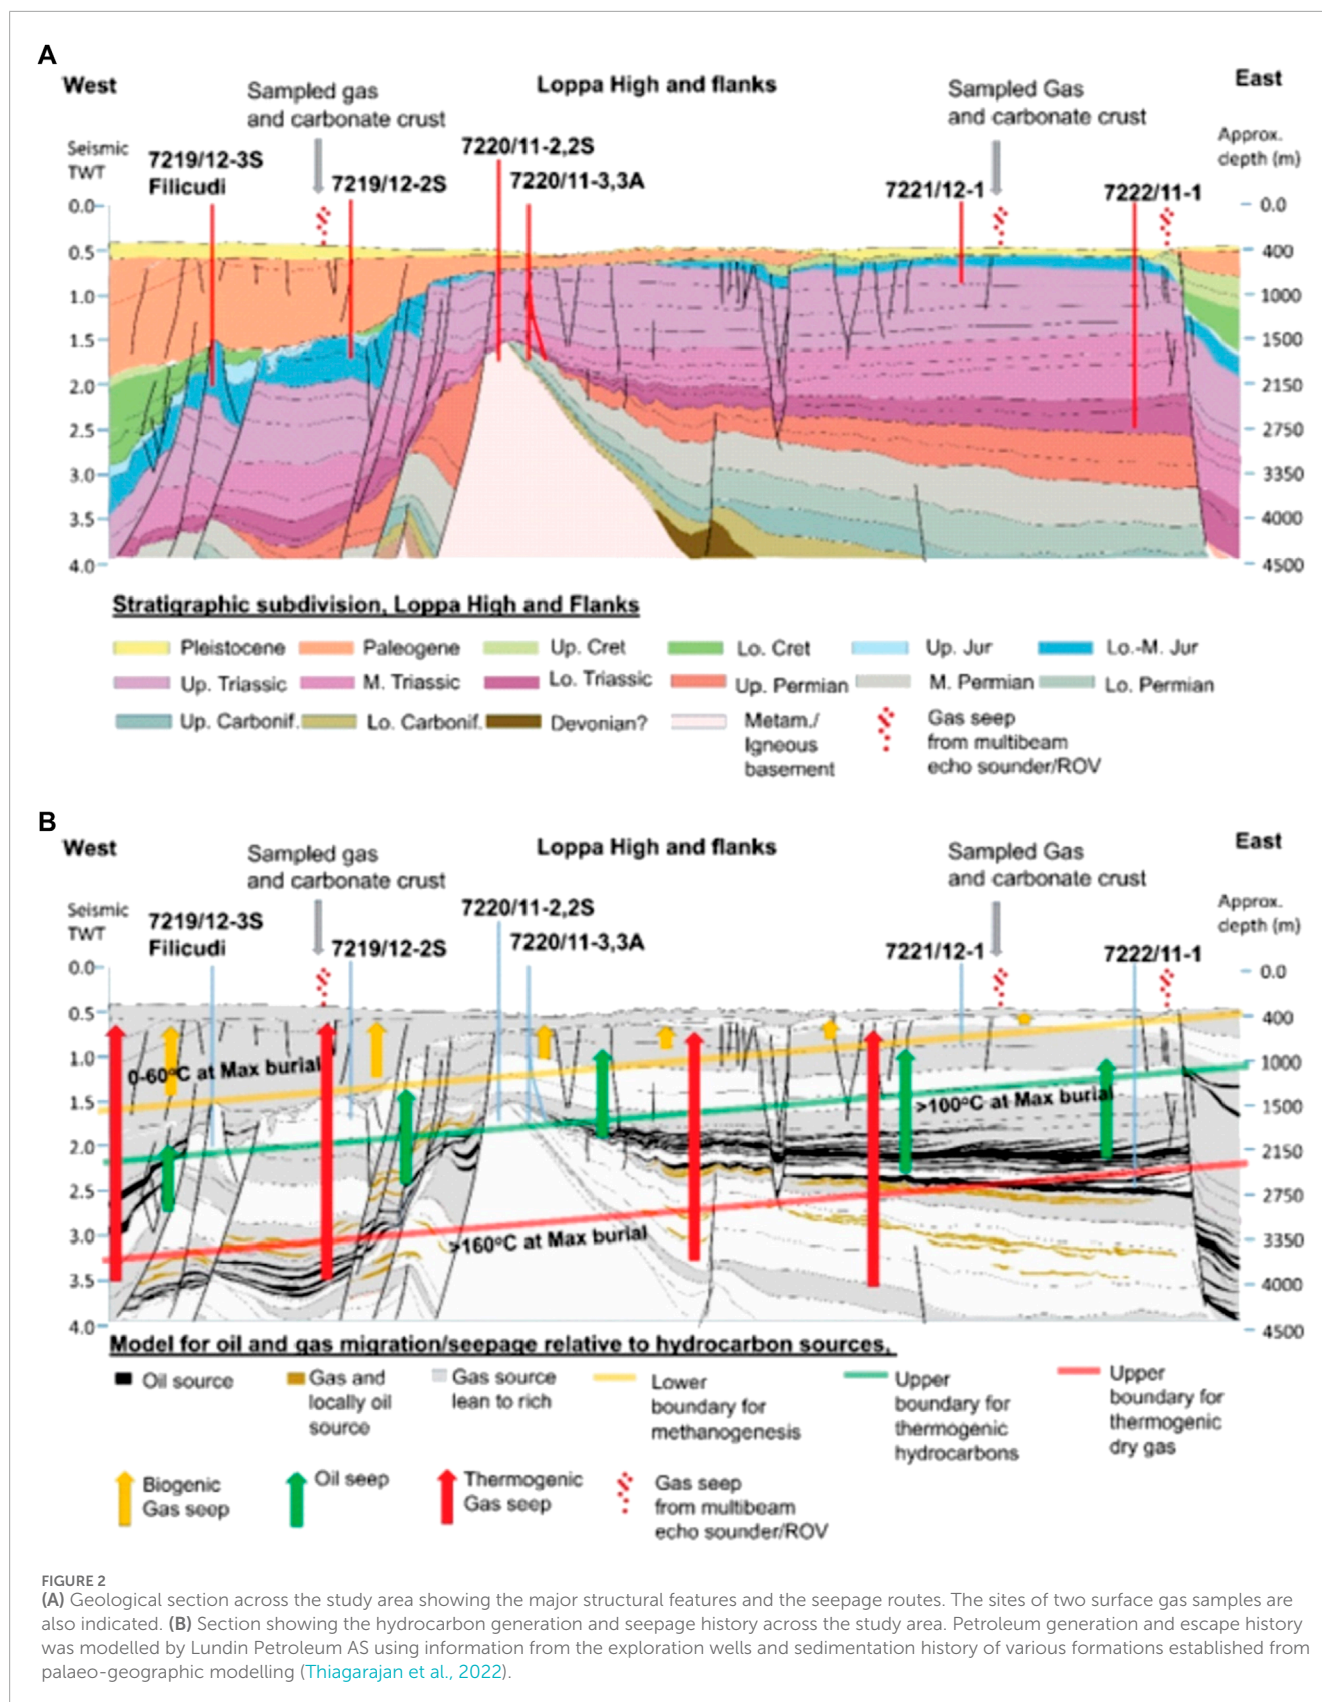 A
West
Sampled gas
and carbonate crust
Loppa High and flanks
Sampled Gas
and carbonate crust
East
Seismic
TWT
7219/12-3S
Filicudi
7219/12-2S
7220/11-2,2S
7220/11-3,3A
7221/12-1
7222/11-1
Approx.
depth (m)
0.0
0.5
1.0
1.5
2.0
2.5
3.0
3.5
4.0
0.0
400
1000
1500
2150
2750
3350
4000
4500
Stratigraphic subdivision, Loppa High and Flanks
Pleistocene
Paleogene
Up. Cret
Lo. Cret
Up. Jur
Lo.-M. Jur
Up. Triassic
M. Triassic
Lo. Triassic
Up. Permian
M. Permian
Lo. Permian
Up. Carbonif.
Lo. Carbonif.
Devonian?
Metam./
Igneous
basement
Gas seep
from multibeam
echo sounder/ROV
B
West
Sampled gas
and carbonate crust
Loppa High and flanks
Sampled Gas
and carbonate crust
East
Seismic
TWT
7219/12-3S
Filicudi
7219/12-2S
7220/11-2,2S
7220/11-3,3A
7221/12-1
7222/11-1
Approx.
depth (m)
0.0
0.5
1.0
1.5
2.0
2.5
3.0
3.5
4.0
0.0
400
1000
1500
2150
2750
3350
4000
4500
0-60°C at Max burial
>100°C at Max burial
>160°C at Max burial
Model for oil and gas migration/seepage relative to hydrocarbon sources,
Oil source
Gas and
locally oil
source
Gas source
lean to rich
Lower
boundary for
methanogenesis
Upper
boundary for
thermogenic
hydrocarbons
Upper
boundary for
thermogenic
dry gas
Biogenic
Gas seep
Oil seep
Thermogenic
Gas seep
Gas seep
from multibeam
echo sounder/ROV
FIGURE 2
(A) Geological section across the study area showing the major structural features and the seepage routes. The sites of two surface gas samples are
also indicated. (B) Section showing the hydrocarbon generation and seepage history across the study area. Petroleum generation and escape history
was modelled by Lundin Petroleum AS using information from the exploration wells and sedimentation history of various formations established from
palaeo-geographic modelling (Thiagarajan et al., 2022).